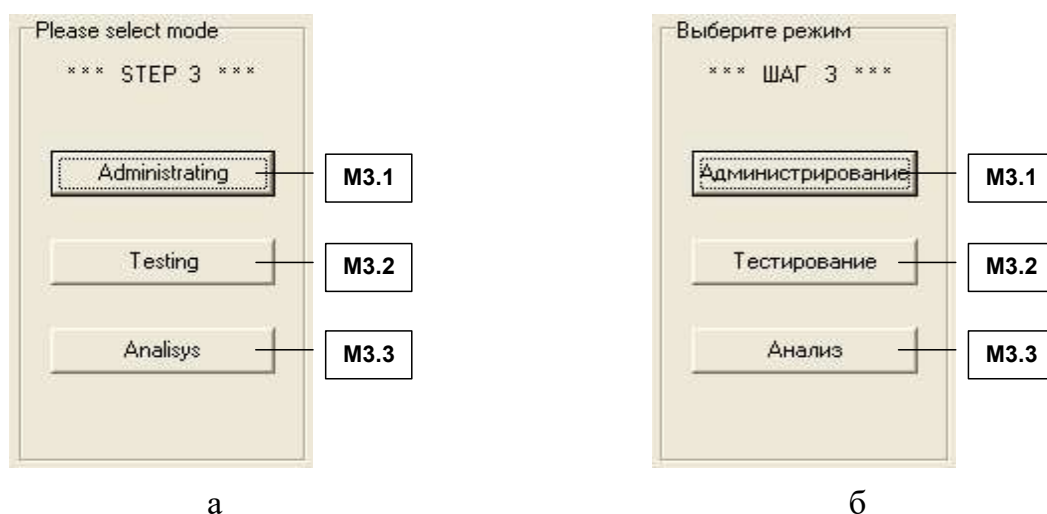 Please select mode
*** STEP 3 ***
Administrating
M3.1
Testing
M3.2
Analisys
M3.3
а
Выберите режим
*** ШАГ 3 ***
Администрирование
M3.1
Тестирование
M3.2
Анализ
M3.3
б